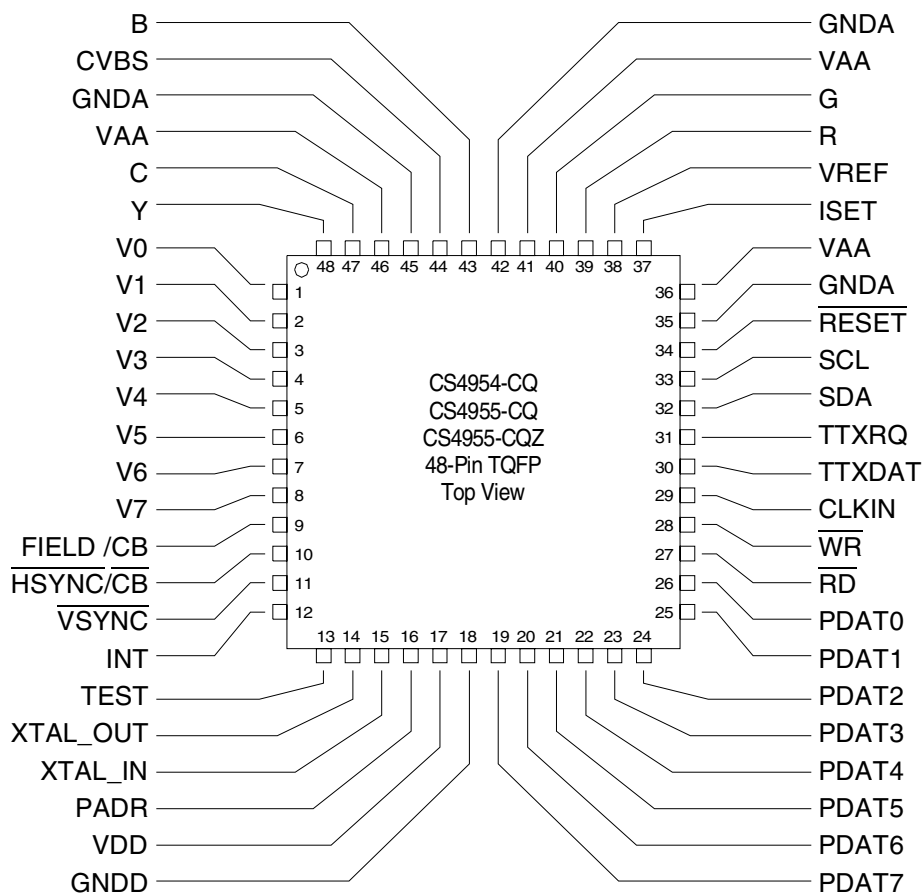 B
CVBS
GNDA
VAA
C
Y
V0
V1
V2
V3
V4
V5
V6
V7
FIELD /CB
HSYNC/CB
VSYNC
INT
TEST
XTAL_OUT
XTAL_IN
PADR
VDD
GNDD
48 47 46 45 44 43 42 41 40 39 38 37
1
2
3
4
5
6
7
8
9
10
11
12
CS4954-CQ
CS4955-CQ
CS4955-CQZ
48-Pin TQFP
Top View
36
35
34
33
32
31
30
29
28
27
26
25
13 14 15 16 17 18 19 20 21 22 23 24
GNDA
VAA
G
R
VREF
ISET
VAA
GNDA
RESET
SCL
SDA
TTXRQ
TTXDAT
CLKIN
WR
RD
PDAT0
PDAT1
PDAT2
PDAT3
PDAT4
PDAT5
PDAT6
PDAT7